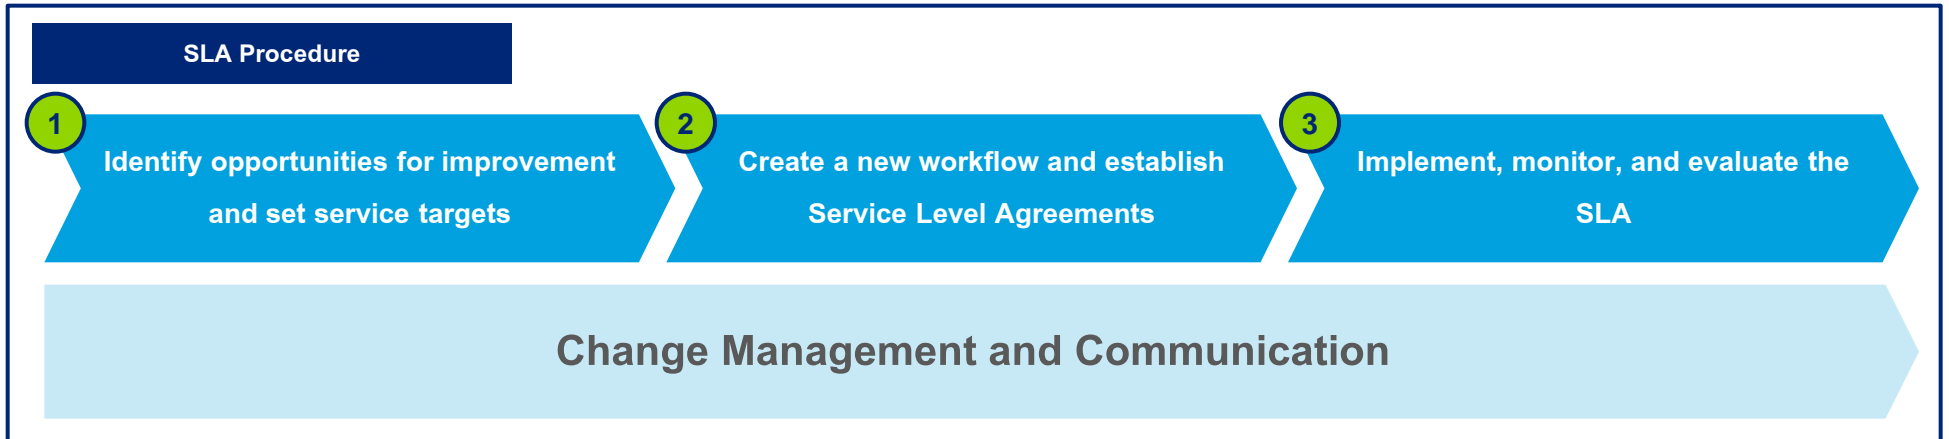 SLA Procedure
1
Identify opportunities for improvement
and set service targets
2
Create a new workflow and establish
Service Level Agreements
3
Implement, monitor, and evaluate the
SLA
Change Management and Communication